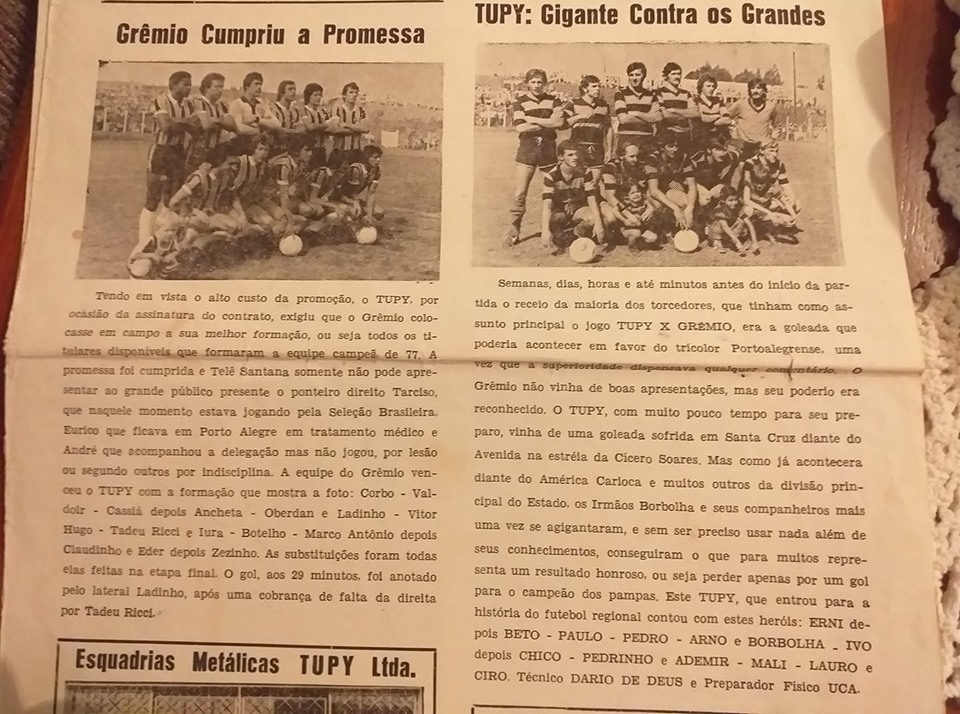 Grêmio Cumpriu a Promessa
Tendo em vista o alto custo da promoção, o TUPY, por
ocasião da assinatura do contrato, exigiu que o Grêmio colo-
casse em campo a sua melhor formação, ou seja todos os ti-
tulares disponíveis que formaram a equipe campeã de 77. A
promessa foi cumprida e Telê Santana somente não pode apre-
sentar ao grande público presente o ponteiro direito Tarciso,
que naquele momento estava jogando pela Seleção Brasileira.
Eurico que ficava em Porto Alegre em tratamento médico e
André que acompanhou a delegação mas não jogou, por lesão
ou segundo outros por indisciplina. A equipe do Grêmio ven-
ceu o TUPY com a formação que mostra a foto: Corbo - Val-
doir - Cassiá depois Ancheta - Oberdan e Ladinho - Vitor
Hugo - Tadeu Ricci e Iura - Botelho - Marco Antônio depois
Claudinho e Eder depois Zezinho. As substituições foram todas
elas feitas na etapa final. O gol, aos 29 minutos, foi anotado
pelo lateral Ladinho, após uma cobrança de falta da direita
por Tadeu Ricci.
Esquadrias Metálicas TUPY Ltda.
TUPY: Gigante Contra os Grandes
Semanas, dias, horas e até minutos antes do início da par-
tida o receio da maioria dos torcedores, que tinham como as-
sunto principal o jogo TUPY X GRÊMIO, era a goleada que
poderia acontecer em favor do tricolor Portoalegrense, uma
vez que a superioridade dispensava qualquer comentário. O
Grêmio não vinha de boas apresentações, mas seu poderio era
reconhecido. O TUPY, com muito pouco tempo para seu pre-
paro, vinha de uma goleada sofrida em Santa Cruz diante do
Avenida na estréia da Cicero Soares. Mas como já acontecera
diante do América Carioca e muitos outros da divisão prin-
cipal do Estado, os Irmãos Borbolha e seus companheiros mais
uma vez se agigantaram, e sem ser preciso usar nada além de
seus conhecimentos, conseguiram o que para muitos repre-
senta um resultado honroso, ou seja perder apenas por um gol
para o campeão dos pampas. Este TUPY, que entrou para a
história do futebol regional contou com estes heróis: ERNI de-
pois BETO - PAULO - PEDRO - ARNO e BORBOLHA - IVO
depois CHICO - PEDRINHO e ADEMIR - MALI - LAURO e
CIRO. Técnico DARIO DE DEUS e Preparador Físico UCA.